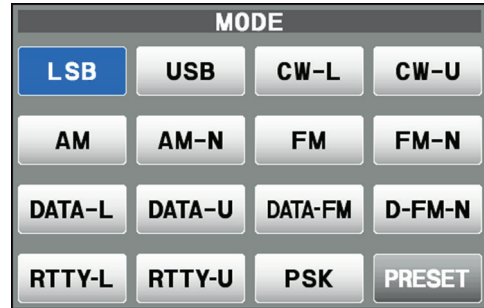 MODE
LSB USB CW-L CW-U
AM AM-N FM FM-N
DATA-L DATA-U DATA-FM D-FM-N
RTTY-L RTTY-U PSK PRESET